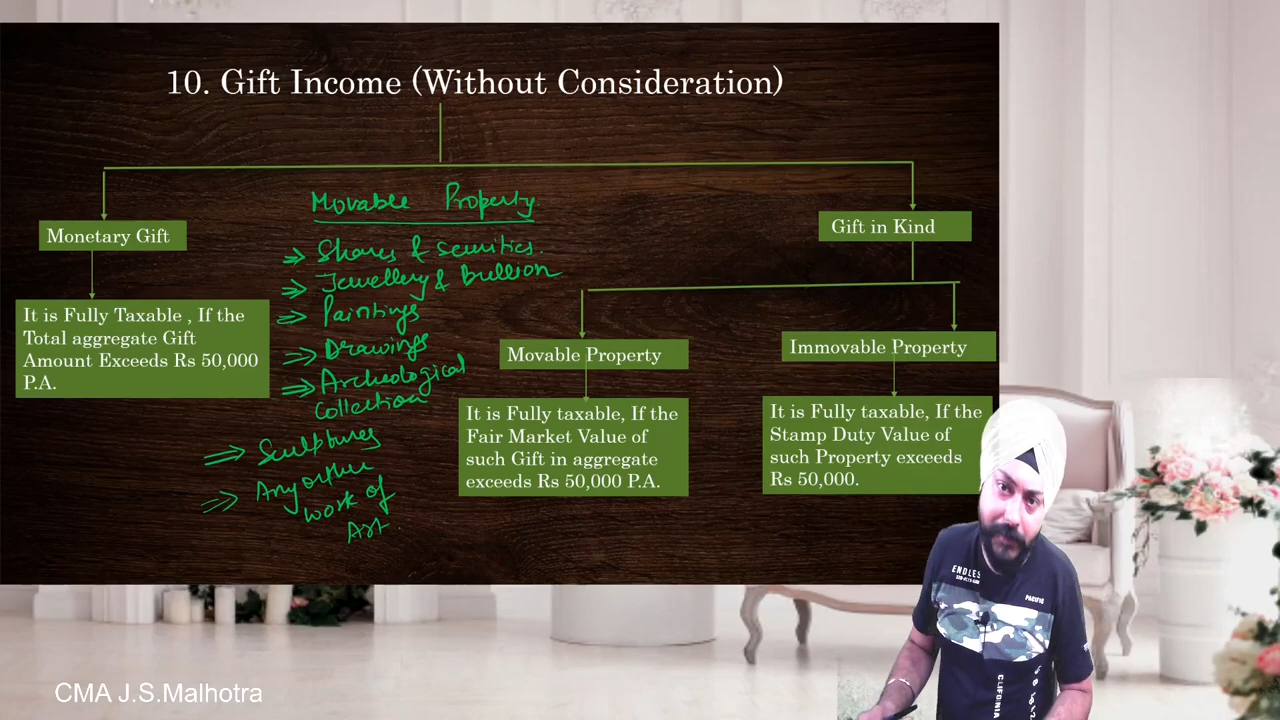 10. Gift Income (Without Consideration)
Monetary Gift
It is Fully Taxable , If the
Total aggregate Gift
Amount Exceeds Rs 50,000
P.A.
Movable Property
Shares & Securities.
Jewellery & Bullion
Paintings
Drawings
Archeological
collection
Sculptures
Any other
work of
Art.
Gift in Kind
Movable Property
It is Fully taxable, If the
Fair Market Value of
such Gift in aggregate
exceeds Rs 50,000 P.A.
Immovable Property
It is Fully taxable, If the
Stamp Duty Value of
such Property exceeds
Rs 50,000.
ENDLES
PACIFIC
CMA J.S.Malhotra